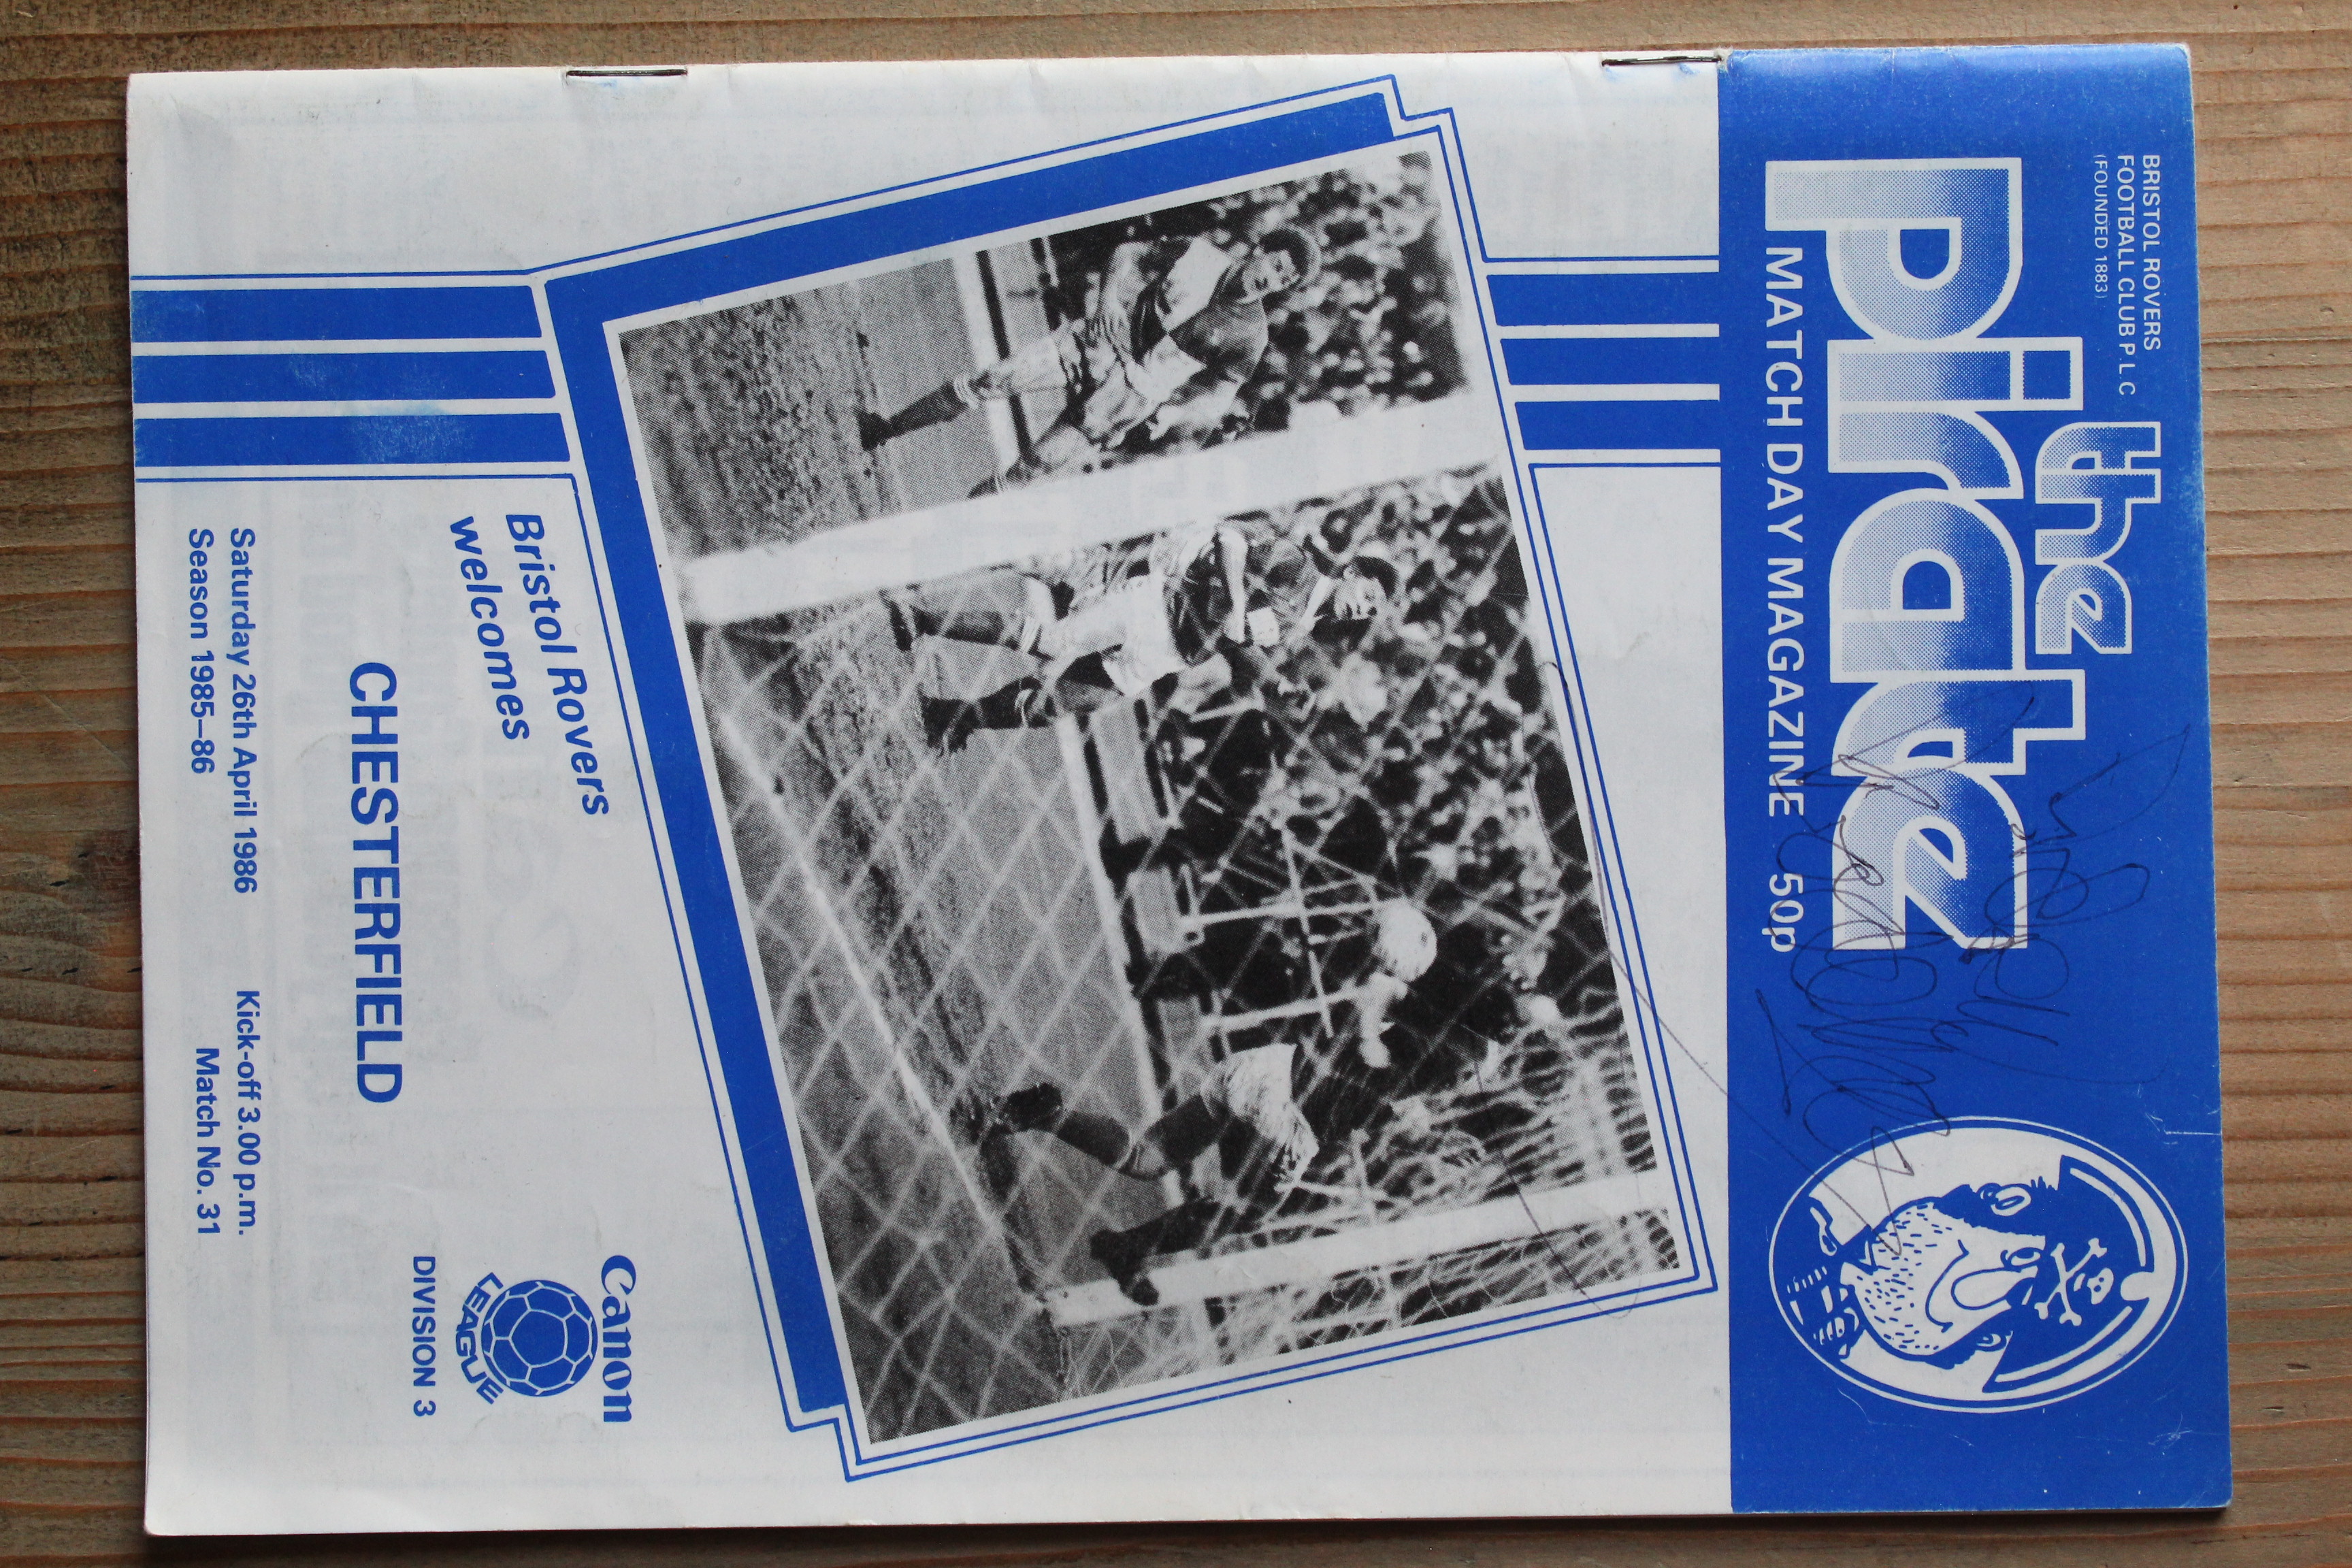 BRISTOL ROVERS
FOOTBALL CLUB P L C
(FOUNDED 1883)
the
pirate
MATCH DAY MAGAZINE 50p
Bristol Rovers
welcomes
CHESTERFIELD
Canon
LEAGUE
DIVISION 3
Saturday 26th April 1986 Kick-off 3.00 p.m.
Season 1985–86 Match No. 31